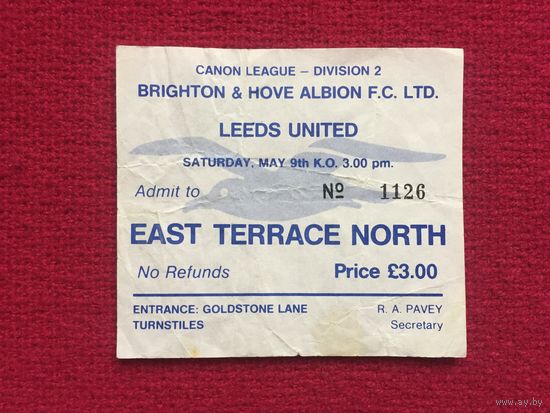 CANON LEAGUE – DIVISION 2
BRIGHTON & HOVE ALBION F.C. LTD.
LEEDS UNITED
SATURDAY, MAY 9th K.O. 3.00 pm.
Admit to Nº 1126
EAST TERRACE NORTH
No Refunds Price £3.00
ENTRANCE: GOLDSTONE LANE
TURNSTILES
R. A. PAVEY
Secretary
www.ay.by